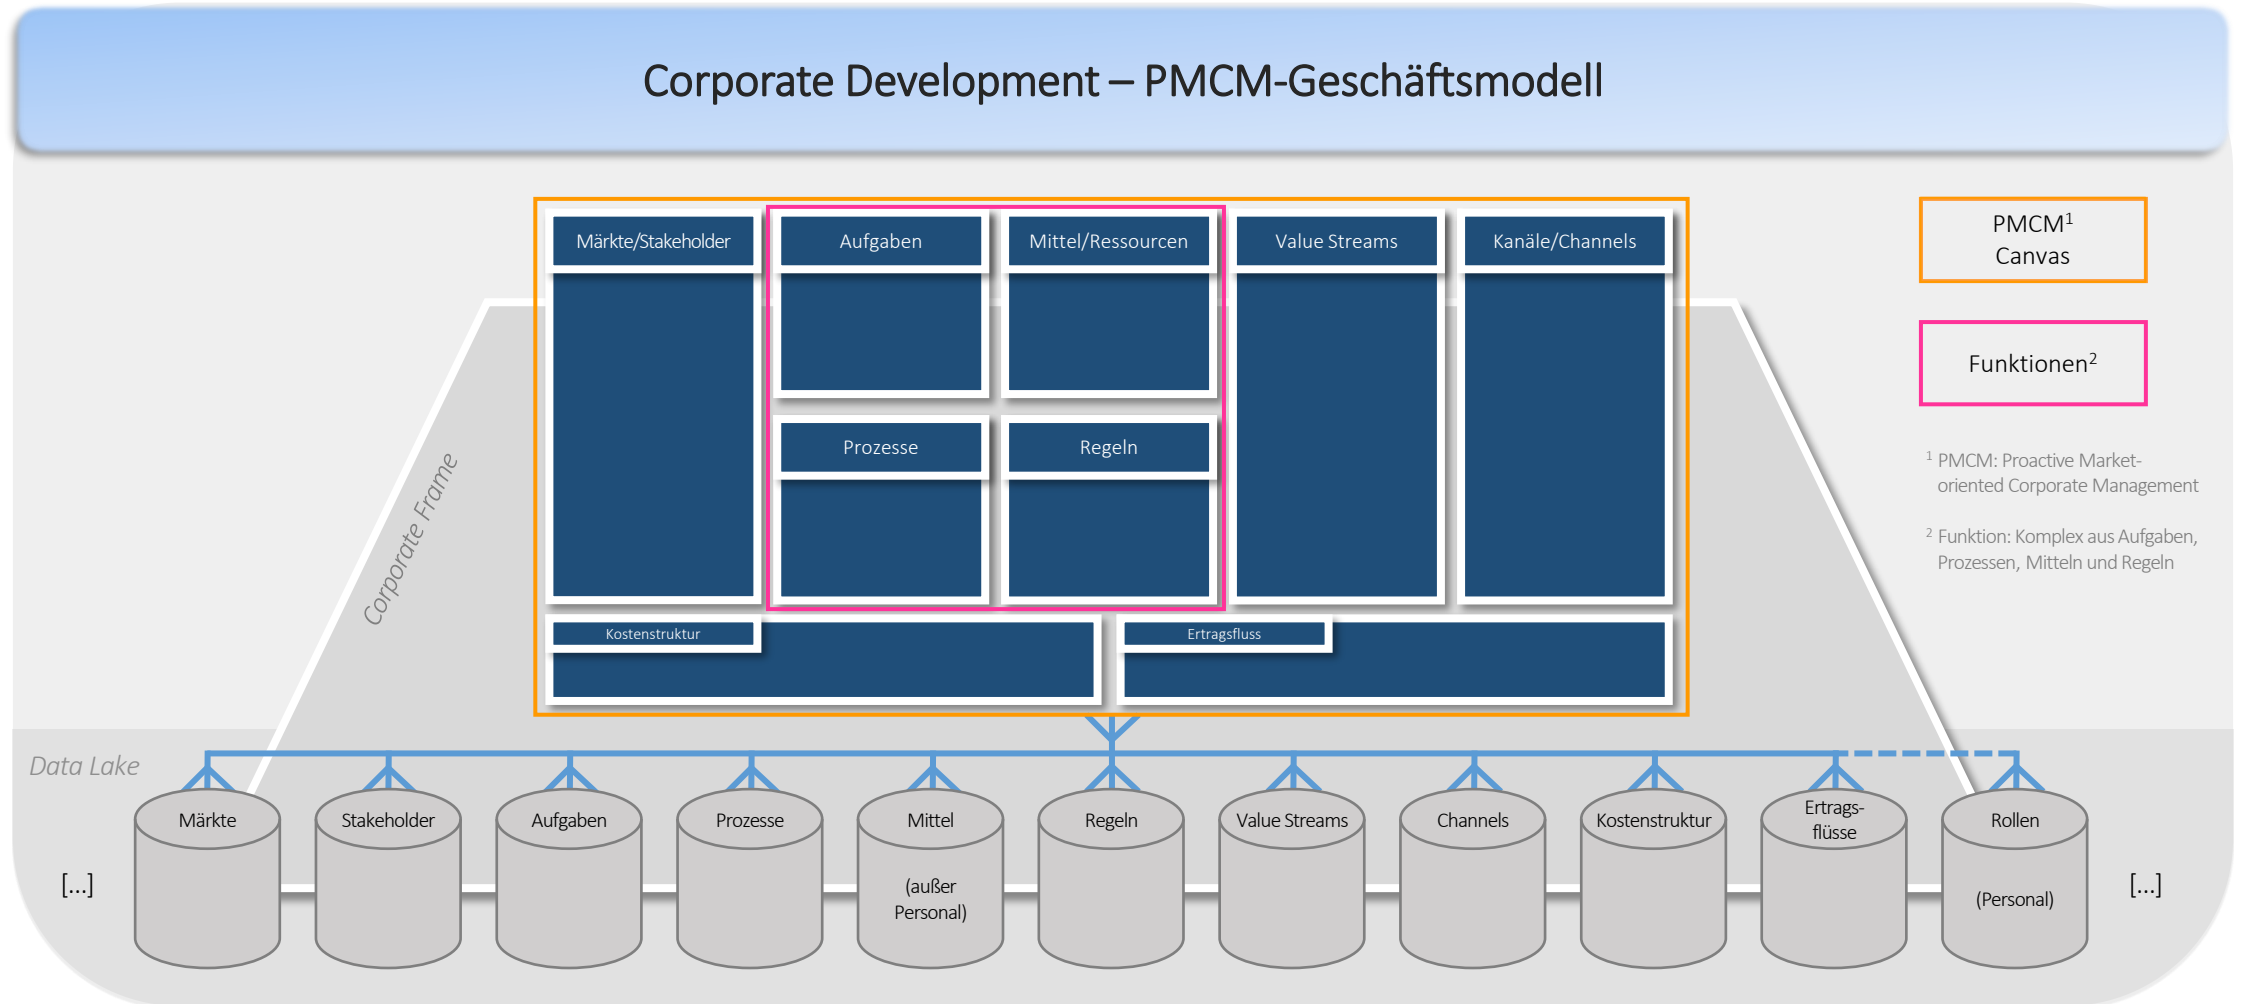 Corporate Development – PMCM-Geschäftsmodell
Märkte/Stakeholder
Aufgaben
Mittel/Ressourcen
Value Streams
Kanäle/Channels
Prozesse
Regeln
Kostenstruktur
Ertragsfluss
PMCM¹
Canvas
Funktionen²
¹ PMCM: Proactive Market-
oriented Corporate Management
² Funktion: Komplex aus Aufgaben,
Prozessen, Mitteln und Regeln
Corporate Frame
Data Lake
[...]
Märkte
Stakeholder
Aufgaben
Prozesse
Mittel
(außer
Personal)
Regeln
Value Streams
Channels
Kostenstruktur
Ertrags-
flüsse
Rollen
(Personal)
[...]